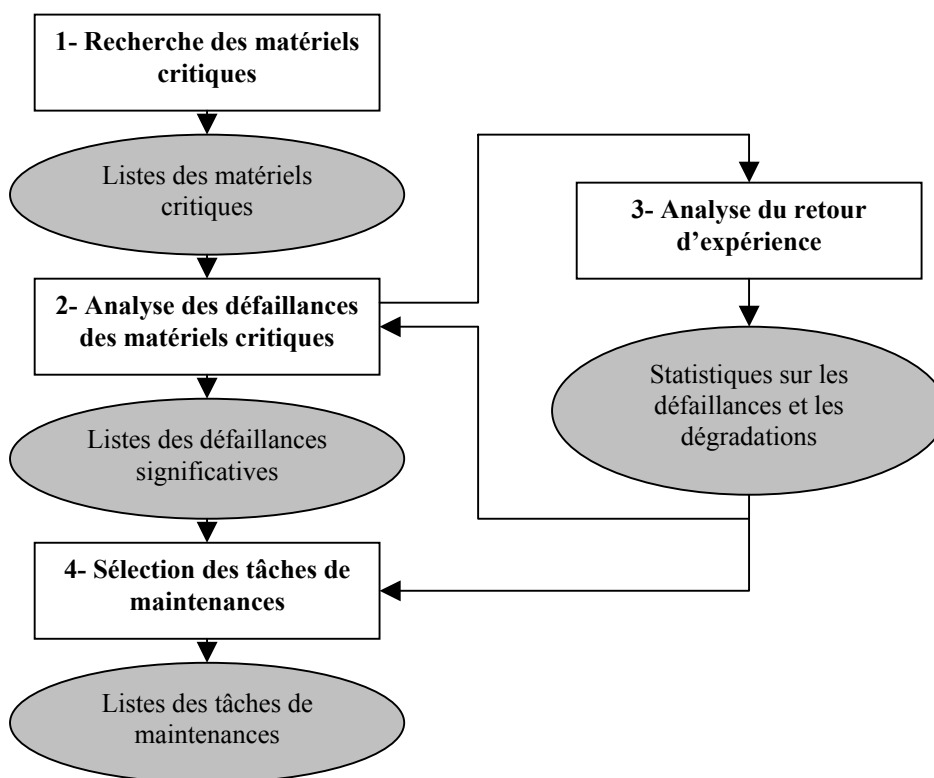 1- Recherche des matériels
critiques
Listes des matériels
critiques
2- Analyse des défaillances
des matériels critiques
3- Analyse du retour
d’expérience
Statistiques sur les
défaillances et les
dégradations
Listes des défaillances
significatives
4- Sélection des tâches de
maintenances
Listes des tâches de
maintenances